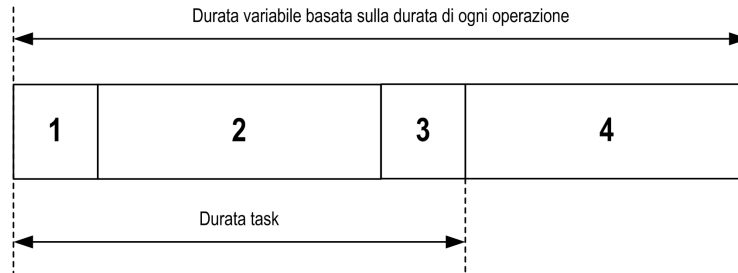 Durata variabile basata sulla durata di ogni operazione
1 2 3 4
Durata task